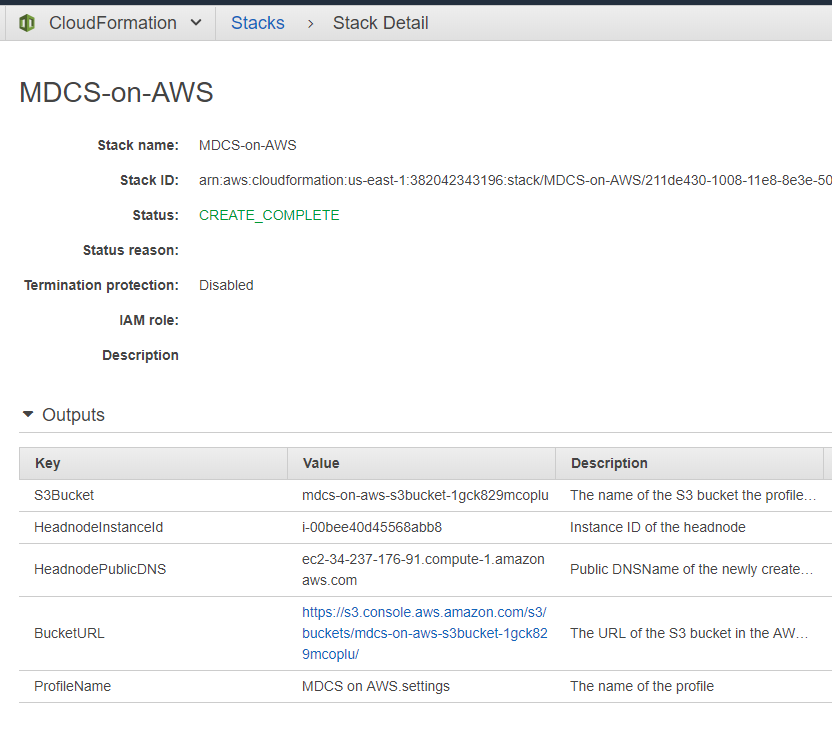 CloudFormation Stacks > Stack Detail
MDCS-on-AWS
Stack name: MDCS-on-AWS
Stack ID: arn:aws:cloudformation:us-east-1:382042343196:stack/MDCS-on-AWS/211de430-1008-11e8-8e3e-50
Status: CREATE_COMPLETE
Status reason:
Termination protection: Disabled
IAM role:
Description
Outputs
Key Value Description
S3Bucket mdcs-on-aws-s3bucket-1gck829mcoplu The name of the S3 bucket the profile…
HeadnodeInstanceId i-00bee40d45568abb8 Instance ID of the headnode
HeadnodePublicDNS ec2-34-237-176-91.compute-1.amazon
aws.com Public DNSName of the newly create…
BucketURL https://s3.console.aws.amazon.com/s3/
buckets/mdcs-on-aws-s3bucket-1gck82
9mcoplu/ The URL of the S3 bucket in the AW…
ProfileName MDCS on AWS.settings The name of the profile